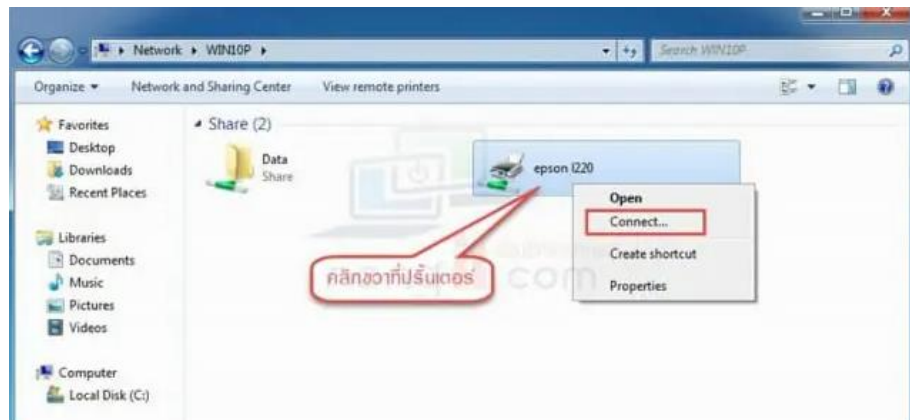 Network ▸ WIN10P ▸
Search WIN10P
Organize
Network and Sharing Center
View remote printers
Favorites
Desktop
Downloads
Recent Places
Libraries
Documents
Music
Pictures
Videos
Computer
Local Disk (C:)
Share (2)
Data
Share
epson l220
Open
Connect...
Create shortcut
Properties
คลิกขวาที่ปริ้นเตอร์
com